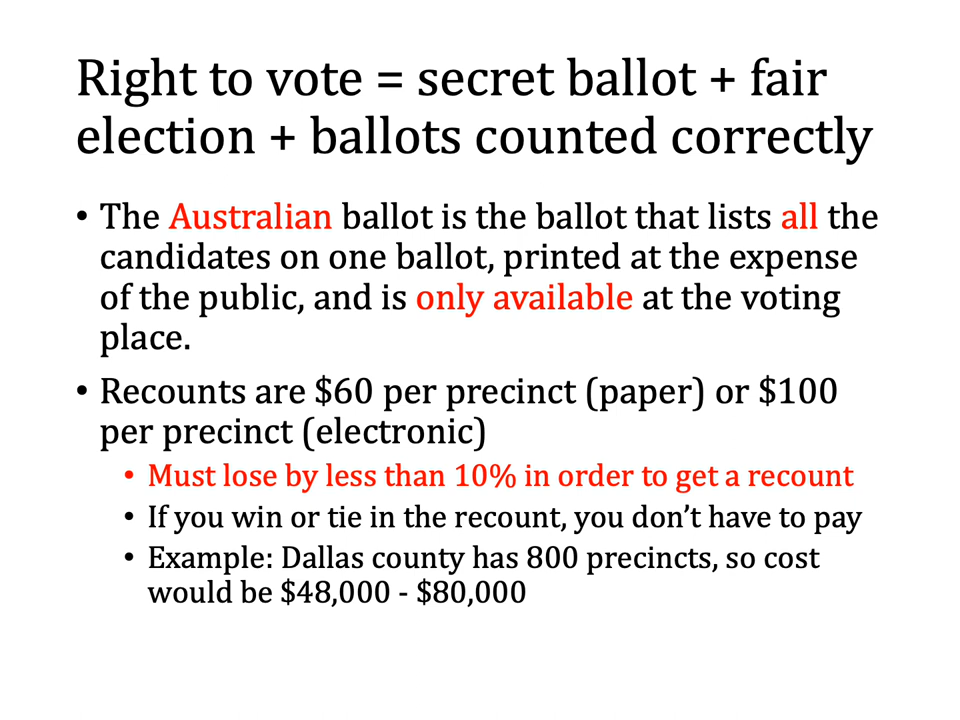 Right to vote = secret ballot + fair
election + ballots counted correctly
• The Australian ballot is the ballot that lists all the
candidates on one ballot, printed at the expense
of the public, and is only available at the voting
place.
• Recounts are $60 per precinct (paper) or $100
per precinct (electronic)
• Must lose by less than 10% in order to get a recount
• If you win or tie in the recount, you don’t have to pay
• Example: Dallas county has 800 precincts, so cost
would be $48,000 - $80,000